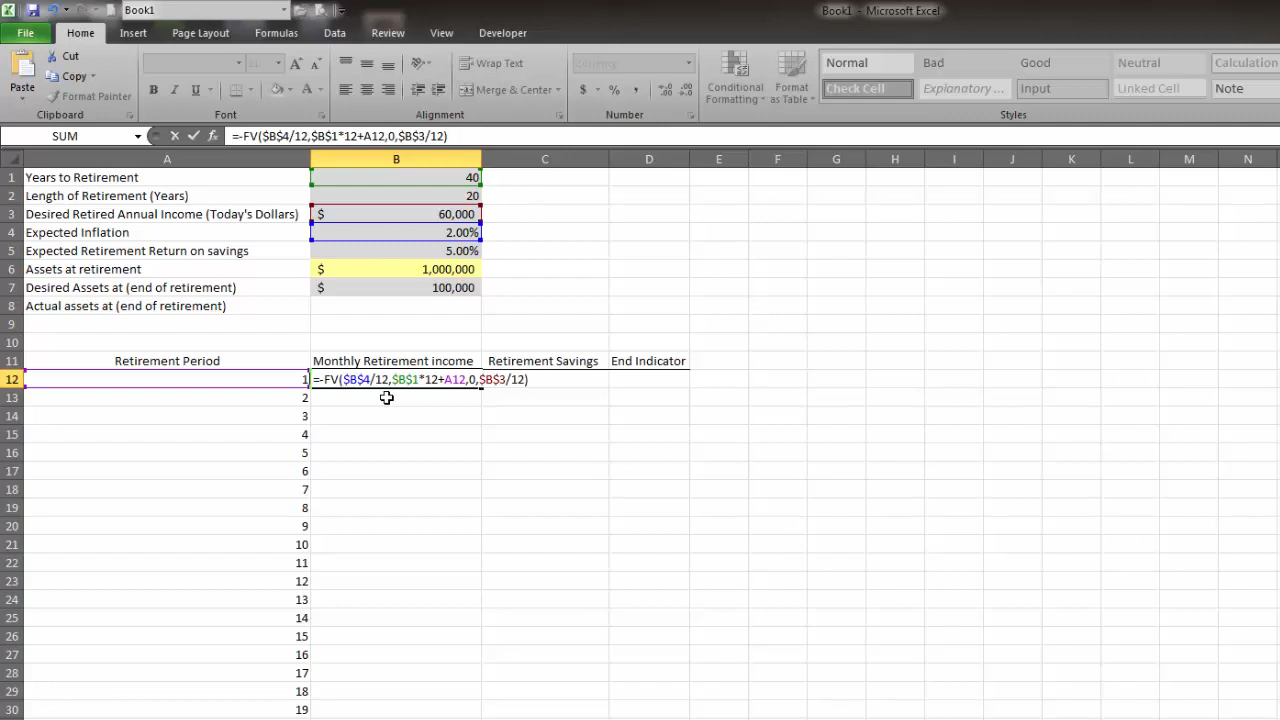 Book1
Book1 - Microsoft Excel
File Home Insert Page Layout Formulas Data Review View Developer
Cut
Copy
Format Painter
Paste
Clipboard
11
B I U
Font
Wrap Text
Merge & Center
Alignment
Currency
$ % ,
Number
Conditional
Formatting
Format
as Table
Normal Bad Good Neutral Calculation
Check Cell Explanatory ... Input Linked Cell Note
Styles
SUM =-FV($B$4/12,$B$1*12+A12,0,$B$3/12)
A B C D E F G H I J K L M N
1 Years to Retirement 40
2 Length of Retirement (Years) 20
3 Desired Retired Annual Income (Today's Dollars) $ 60,000
4 Expected Inflation 2.00%
5 Expected Retirement Return on savings 5.00%
6 Assets at retirement $ 1,000,000
7 Desired Assets at (end of retirement) $ 100,000
8 Actual assets at (end of retirement)
9
10
11 Retirement Period Monthly Retirement income Retirement Savings End Indicator
12 1 =-FV($B$4/12,$B$1*12+A12,0,$B$3/12)
13 2
14 3
15 4
16 5
17 6
18 7
19 8
20 9
21 10
22 11
23 12
24 13
25 14
26 15
27 16
28 17
29 18
30 19